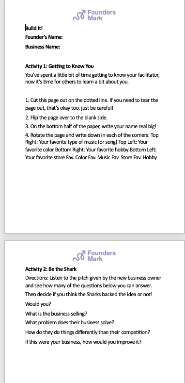 Founders
Mark
Build It!
Founder's Name:
Business Name:
Activity 1: Getting to Know You
You've spent a little bit of time getting to know your facilitator,
now it's time for others to learn a bit about you.
1. Cut this page out on the dotted line. If you need to tear the
page out, that's okay too, just be careful!
2. Flip the page over to the blank side.
3. On the bottom half of the paper, write your name real big!
4. Rotate the page and write down in each of the corners: Top
Right: Your favorite type of music (or song) Top Left: Your
favorite color Bottom Right: Your favorite hobby Bottom Left:
Your favorite store Fav. Color Fav. Music Fav. Store Fav. Hobby
Founders
Mark
Activity 2: Be the Shark
Directions: Listen to the pitch given by the new business owner
and see how many of the questions below you can answer.
Then decide if you think the Sharks backed the idea or not!
Would you?
What is the business selling?
What problem does their business solve?
How do they do things differently than their competition?
If this were your business, how would you improve it?